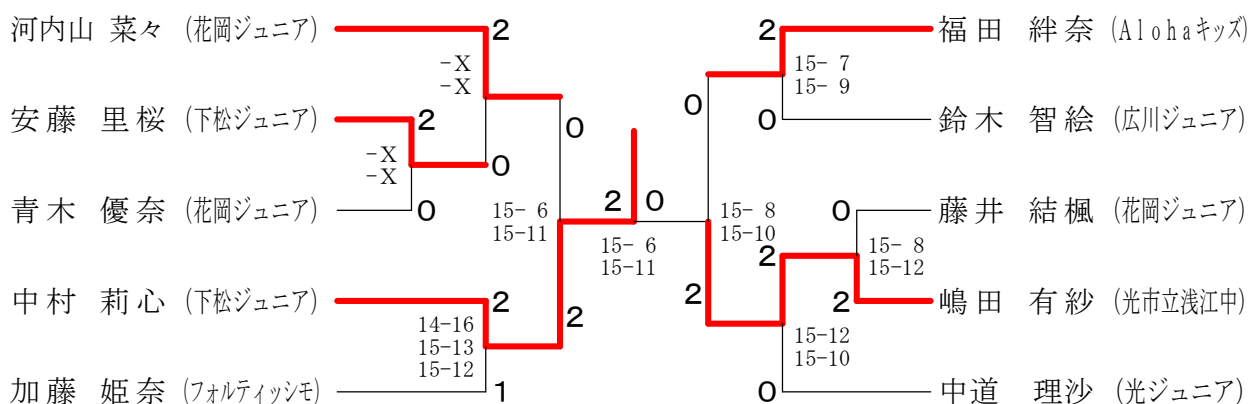 河内山 菜々 (花岡ジュニア)
2
-X
-X
安藤 里桜 (下松ジュニア)
2
0
-X
-X
青木 優奈 (花岡ジュニア)
0
0
15- 6
15-11
中村 莉心 (下松ジュニア)
2
2
14-16
15-13
15-12
加藤 姫奈 (フォルティッシモ)
1
2
0
15- 6
15-11
2
福田 絆奈 (Alohaキッズ)
15- 7
15- 9
0
0
鈴木 智絵 (広川ジュニア)
15- 8
15-10
0
藤井 結楓 (花岡ジュニア)
2
15- 8
15-12
2
2
嶋田 有紗 (光市立浅江中)
15-12
15-10
0
中道 理沙 (光ジュニア)